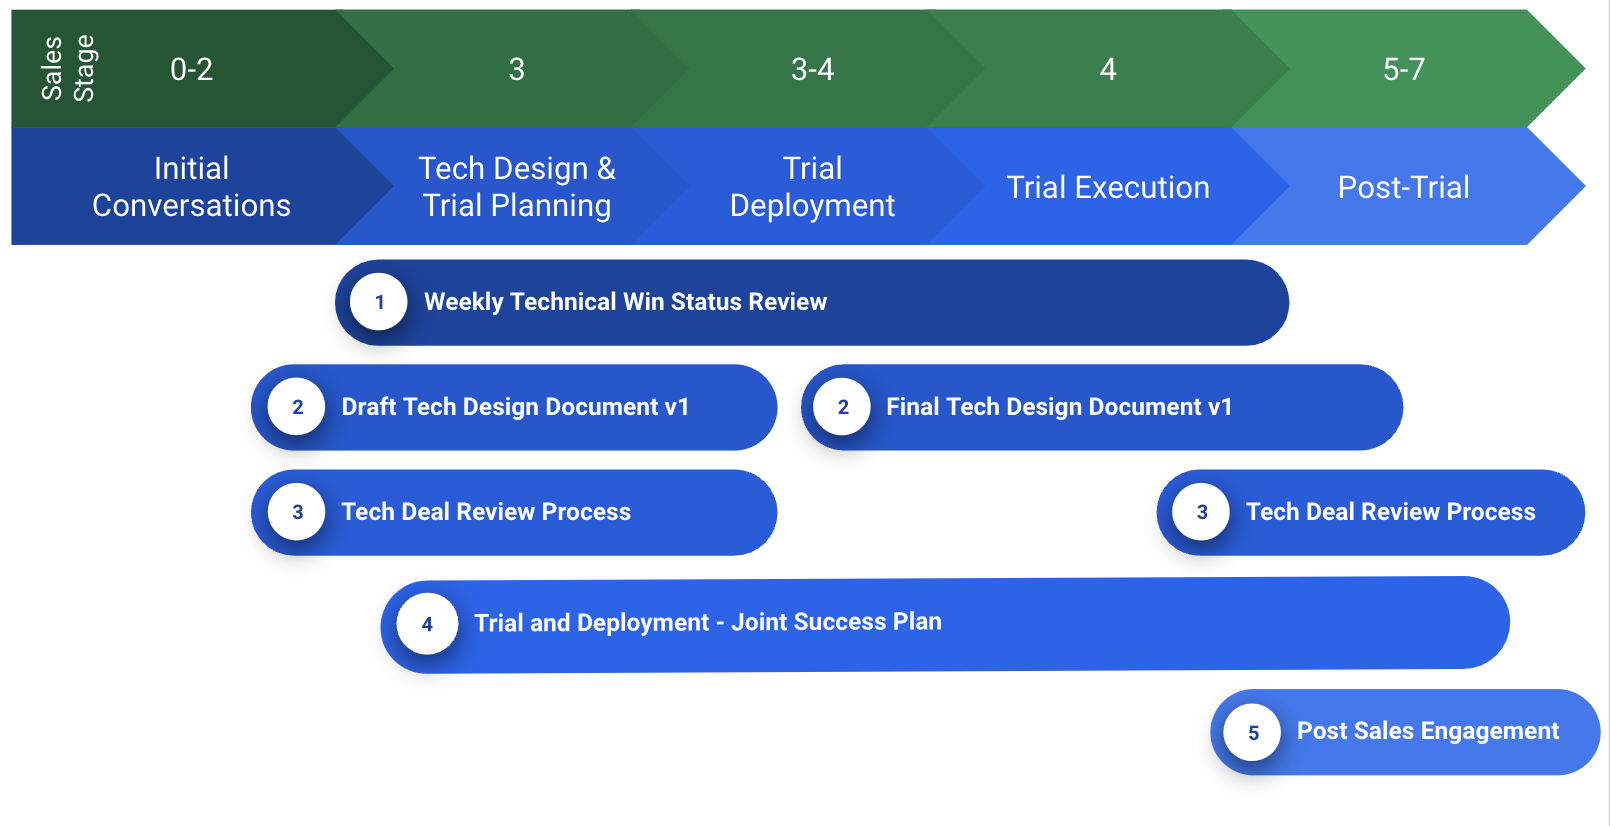 Sales
Stage
0-2
3
3-4
4
5-7
Initial
Conversations
Tech Design &
Trial Planning
Trial
Deployment
Trial Execution
Post-Trial
1 Weekly Technical Win Status Review
2 Draft Tech Design Document v1
2 Final Tech Design Document v1
3 Tech Deal Review Process
3 Tech Deal Review Process
4 Trial and Deployment - Joint Success Plan
5 Post Sales Engagement